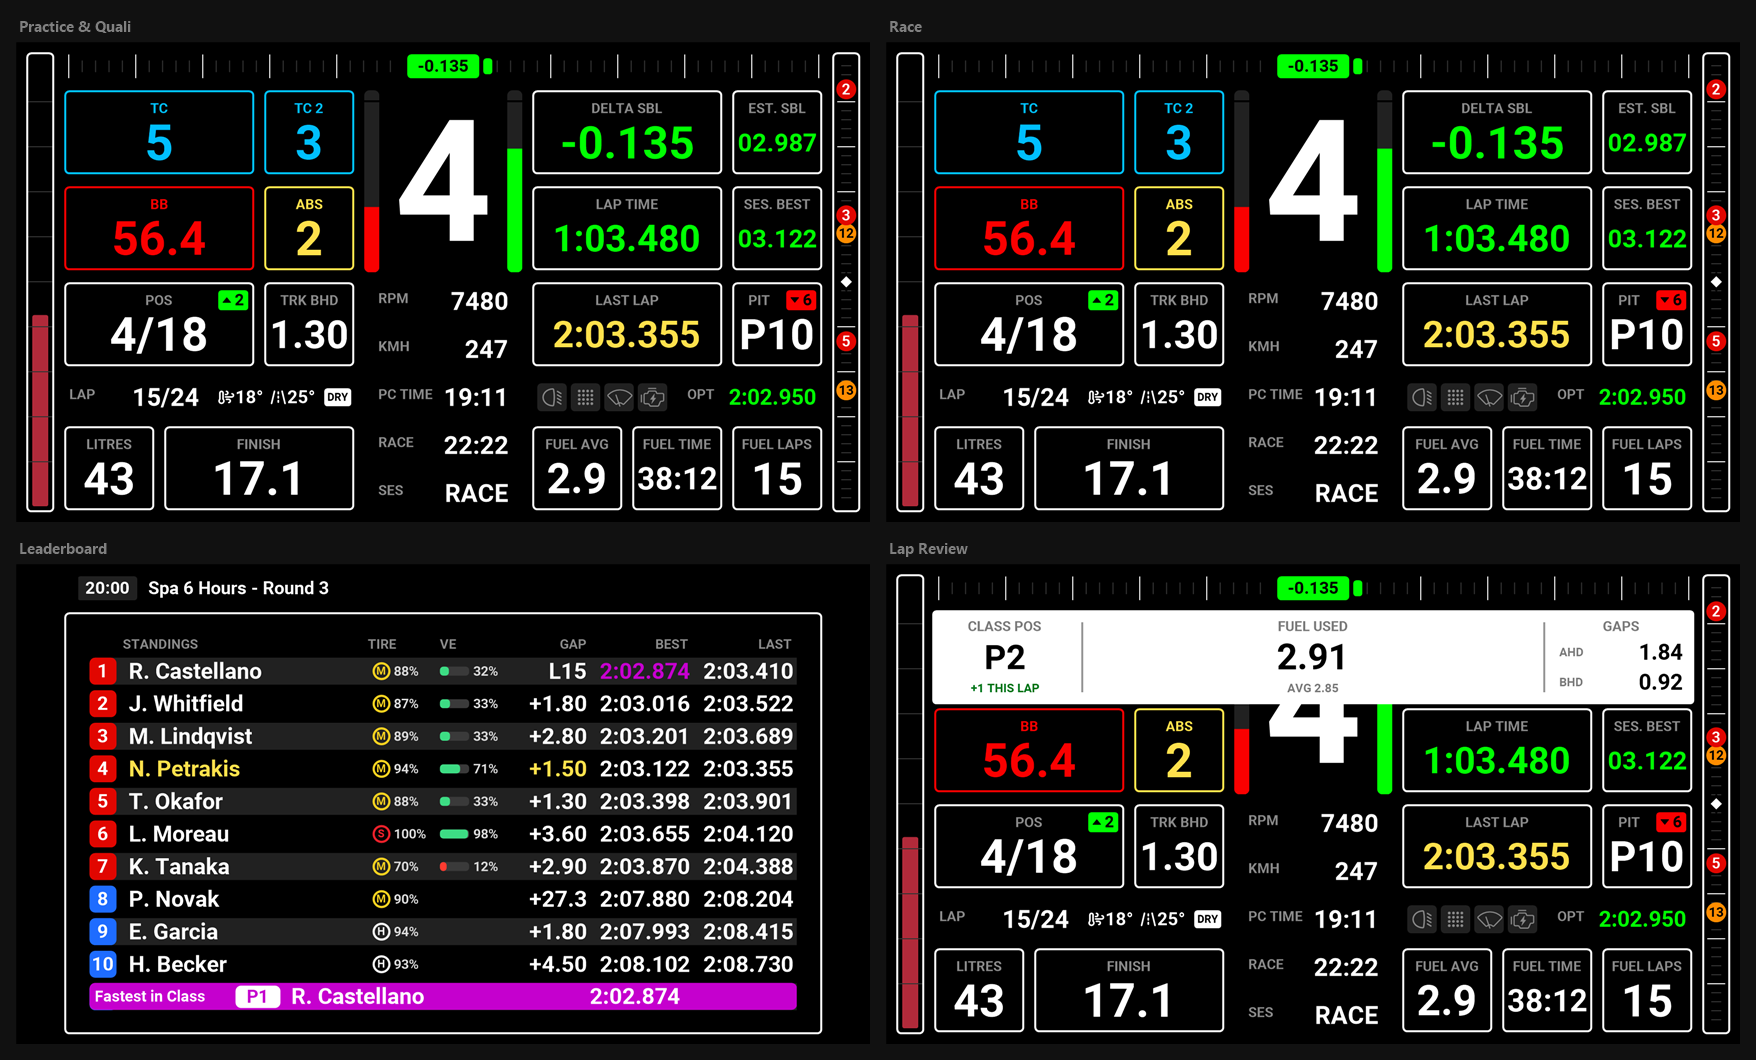 Practice & Quali
-0.135
TC
5
TC 2
3
4
DELTA SBL
-0.135
EST. SBL
02.987
2
BB
56.4
ABS
2
LAP TIME
1:03.480
SES. BEST
03.122
3
12
POS
2
4/18
TRK BHD
1.30
RPM 7480
KMH 247
LAST LAP
2:03.355
PIT
6
P10
5
LAP 15/24 18° 25° DRY
PC TIME 19:11
OPT 2:02.950
13
LITRES
43
FINISH
17.1
RACE 22:22
SES RACE
FUEL AVG
2.9
FUEL TIME
38:12
FUEL LAPS
15
Race
-0.135
TC
5
TC 2
3
4
DELTA SBL
-0.135
EST. SBL
02.987
2
BB
56.4
ABS
2
LAP TIME
1:03.480
SES. BEST
03.122
3
12
POS
2
4/18
TRK BHD
1.30
RPM 7480
KMH 247
LAST LAP
2:03.355
PIT
6
P10
5
LAP 15/24 18° 25° DRY
PC TIME 19:11
OPT 2:02.950
13
LITRES
43
FINISH
17.1
RACE 22:22
SES RACE
FUEL AVG
2.9
FUEL TIME
38:12
FUEL LAPS
15
Leaderboard
20:00 Spa 6 Hours - Round 3
STANDINGS TIRE VE GAP BEST LAST
1 R. Castellano M 88% 32% L15 2:02.874 2:03.410
2 J. Whitfield M 87% 33% +1.80 2:03.016 2:03.522
3 M. Lindqvist M 89% 33% +2.80 2:03.201 2:03.689
4 N. Petrakis M 94% 71% +1.50 2:03.122 2:03.355
5 T. Okafor M 88% 33% +1.30 2:03.398 2:03.901
6 L. Moreau S 100% 98% +3.60 2:03.655 2:04.120
7 K. Tanaka M 70% 12% +2.90 2:03.870 2:04.388
8 P. Novak M 90% +27.3 2:07.880 2:08.204
9 E. Garcia H 94% +1.80 2:07.993 2:08.415
10 H. Becker H 93% +4.50 2:08.102 2:08.730
Fastest in Class P1 R. Castellano 2:02.874
Lap Review
-0.135
CLASS POS
P2
+1 THIS LAP
FUEL USED
2.91
AVG 2.85
GAPS
AHD 1.84
BHD 0.92
2
4
BB
56.4
ABS
2
LAP TIME
1:03.480
SES. BEST
03.122
3
12
POS
2
4/18
TRK BHD
1.30
RPM 7480
KMH 247
LAST LAP
2:03.355
PIT
6
P10
5
LAP 15/24 18° 25° DRY
PC TIME 19:11
OPT 2:02.950
13
LITRES
43
FINISH
17.1
RACE 22:22
SES RACE
FUEL AVG
2.9
FUEL TIME
38:12
FUEL LAPS
15